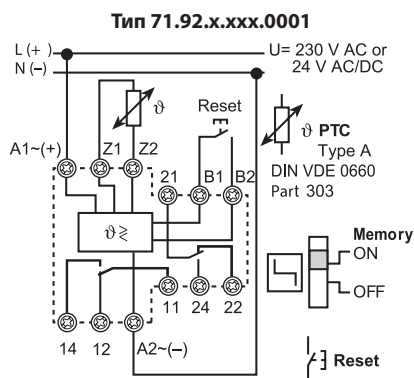 Тип 71.92.x.xxx.0001
L (+)
N (–)
U= 230 V AC or
24 V AC/DC
ϑ
Reset
ϑ PTC
Type A
DIN VDE 0660
Part 303
A1~(+)
Z1
Z2
21
B1
B2
ϑ≷
Memory
ON
OFF
11
24
22
14
12
A2~(–)
Reset